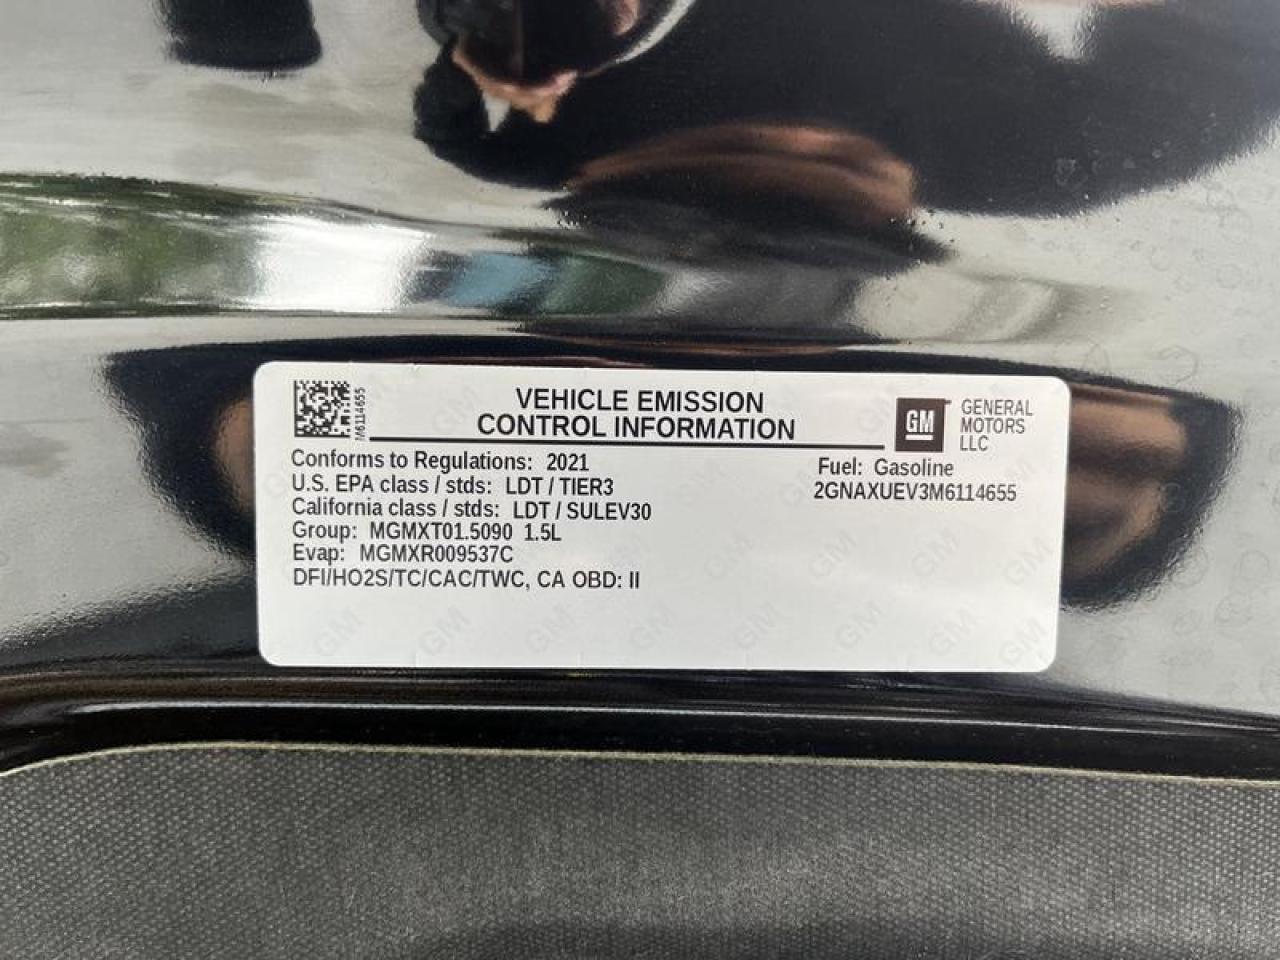 M6114655
VEHICLE EMISSION
CONTROL INFORMATION
GM
GENERAL
MOTORS
LLC
Conforms to Regulations: 2021
U.S. EPA class / stds: LDT / TIER3
California class / stds: LDT / SULEV30
Group: MGMXT01.5090 1.5L
Evap: MGMXR009537C
DFI/HO2S/TC/CAC/TWC, CA OBD: II
Fuel: Gasoline
2GNAXUEV3M6114655